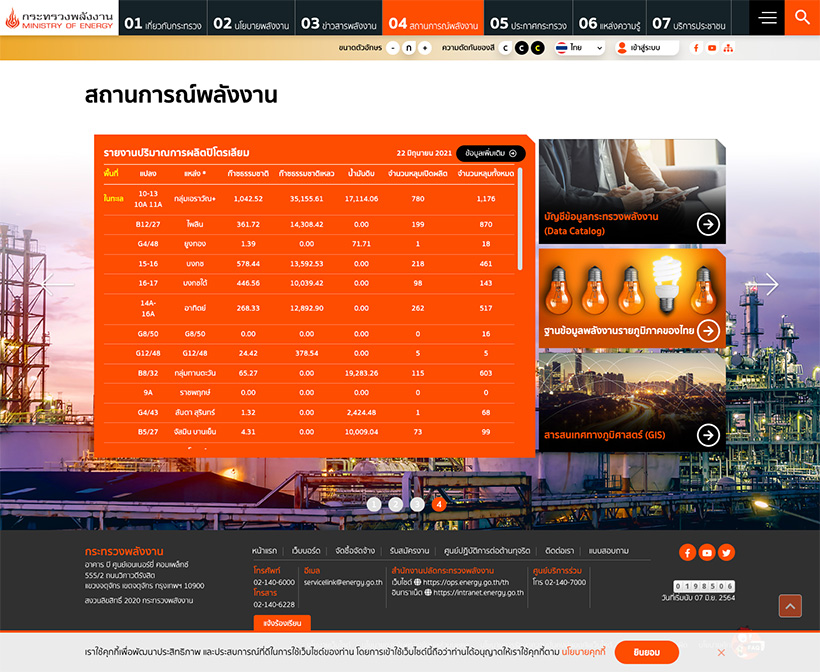 กระทรวงพลังงาน
MINISTRY OF ENERGY
01 เกี่ยวกับกระทรวง 02 นโยบายพลังงาน 03 ข่าวสารพลังงาน 04 สถานการณ์พลังงาน 05 ประกาศกระทรวง 06 แหล่งความรู้ 07 บริการประชาชน
ขนาดตัวอักษร - ก + ความตัดกันของสี C C C ไทย เข้าสู่ระบบ
สถานการณ์พลังงาน
รายงานปริมาณการผลิตปิโตรเลียม 22 มิถุนายน 2021 ข้อมูลเพิ่มเติม
พื้นที่ แปลง แหล่ง * ก๊าซธรรมชาติ ก๊าซธรรมชาติเหลว น้ำมันดิบ จำนวนหลุมเปิดผลิต จำนวนหลุมทั้งหมด
ในทะเล 10-13 10A 11A กลุ่มเอราวัณ+ 1,042.52 35,155.61 17,114.06 780 1,176
B12/27 ไพลิน 361.72 14,308.42 0.00 199 870
G4/48 ยูงทอง 1.39 0.00 71.71 1 18
15-16 บงกช 578.44 13,592.53 0.00 218 461
16-17 บงกชใต้ 446.56 10,039.42 0.00 98 143
14A-16A อาทิตย์ 268.33 12,892.90 0.00 262 517
G8/50 G8/50 0.00 0.00 0.00 0 16
G12/48 G12/48 24.42 378.54 0.00 5 5
B8/32 กลุ่มทานตะวัน 65.27 0.00 19,283.26 115 603
9A ราชพฤกษ์ 0.00 0.00 0.00 0 0
G4/43 ลันตา สุรินทร์ 1.32 0.00 2,424.48 1 68
B5/27 จัสมิน บานเย็น 4.31 0.00 10,009.04 73 99
บัญชีข้อมูลกระทรวงพลังงาน
(Data Catalog)
ฐานข้อมูลพลังงานรายภูมิภาคของไทย
สารสนเทศทางภูมิศาสตร์ (GIS)
1 2 3 4
กระทรวงพลังงาน
อาคาร บี ศูนย์เอนเนอร์ยี่ คอมเพล็กซ์
555/2 ถนนวิภาวดีรังสิต
แขวงจตุจักร เขตจตุจักร กรุงเทพฯ 10900
สงวนลิขสิทธิ์ 2020 กระทรวงพลังงาน
หน้าแรก | เว็บบอร์ด | จัดซื้อจัดจ้าง | รับสมัครงาน | ศูนย์ปฏิบัติการต่อต้านทุจริต | ติดต่อเรา | แบบสอบถาม
โทรศัพท์
02-140-6000
โทรสาร
02-140-6228
อีเมล
servicelink@energy.go.th
สำนักงานปลัดกระทรวงพลังงาน
เว็บไซต์ https://ops.energy.go.th/th
อินทราเน็ต https://intranet.energy.go.th
ศูนย์บริการร่วม
โทร 02-140-7000
แจ้งร้องเรียน
0198506
วันที่เริ่มนับ 07 มิ.ย. 2564
เราใช้คุกกี้เพื่อพัฒนาประสิทธิภาพ และประสบการณ์ที่ดีในการใช้เว็บไซต์ของท่าน โดยการเข้าใช้เว็บไซต์นี้ถือว่าท่านได้อนุญาตให้เราใช้คุกกี้ตาม นโยบายคุกกี้ ยินยอม